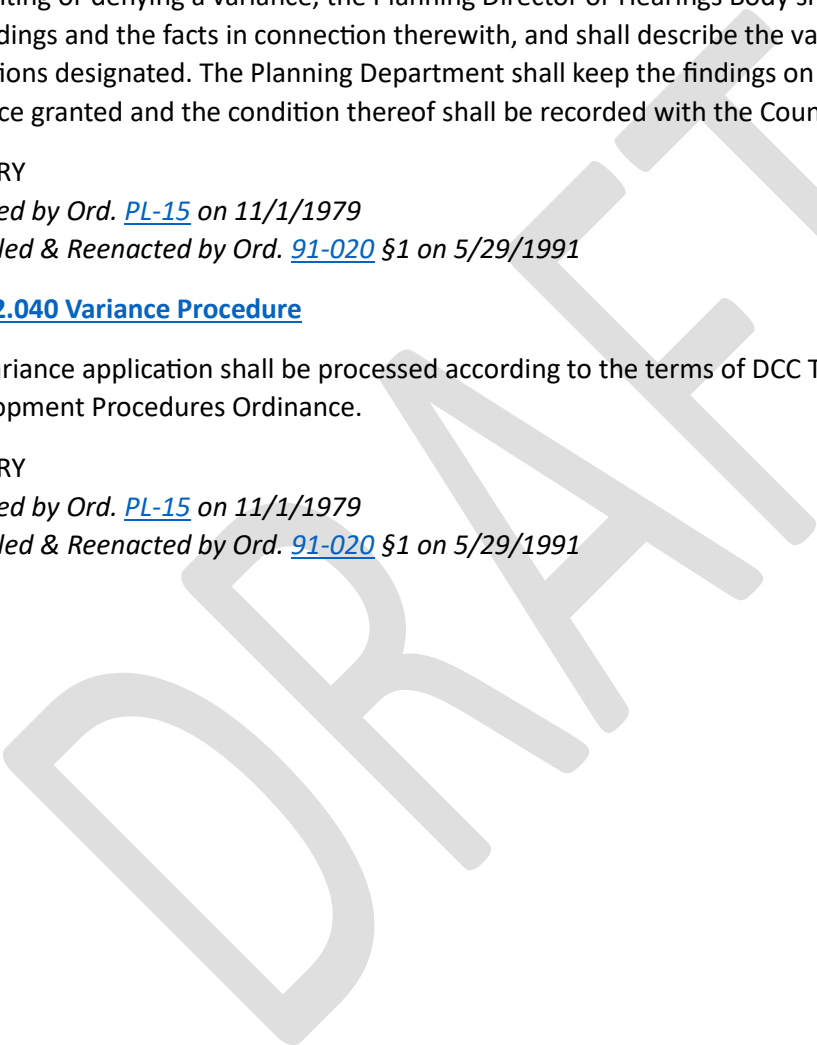 ting or denying a variance, the Planning Director or Hearings Body s
dings and the facts in connection therewith, and shall describe the va
ions designated. The Planning Department shall keep the findings on
ce granted and the condition thereof shall be recorded with the Coun
RY
ed by Ord. PL-15 on 11/1/1979
led & Reenacted by Ord. 91-020 §1 on 5/29/1991
2.040 Variance Procedure
ariance application shall be processed according to the terms of DCC T
opment Procedures Ordinance.
RY
ed by Ord. PL-15 on 11/1/1979
led & Reenacted by Ord. 91-020 §1 on 5/29/1991
DRAFT